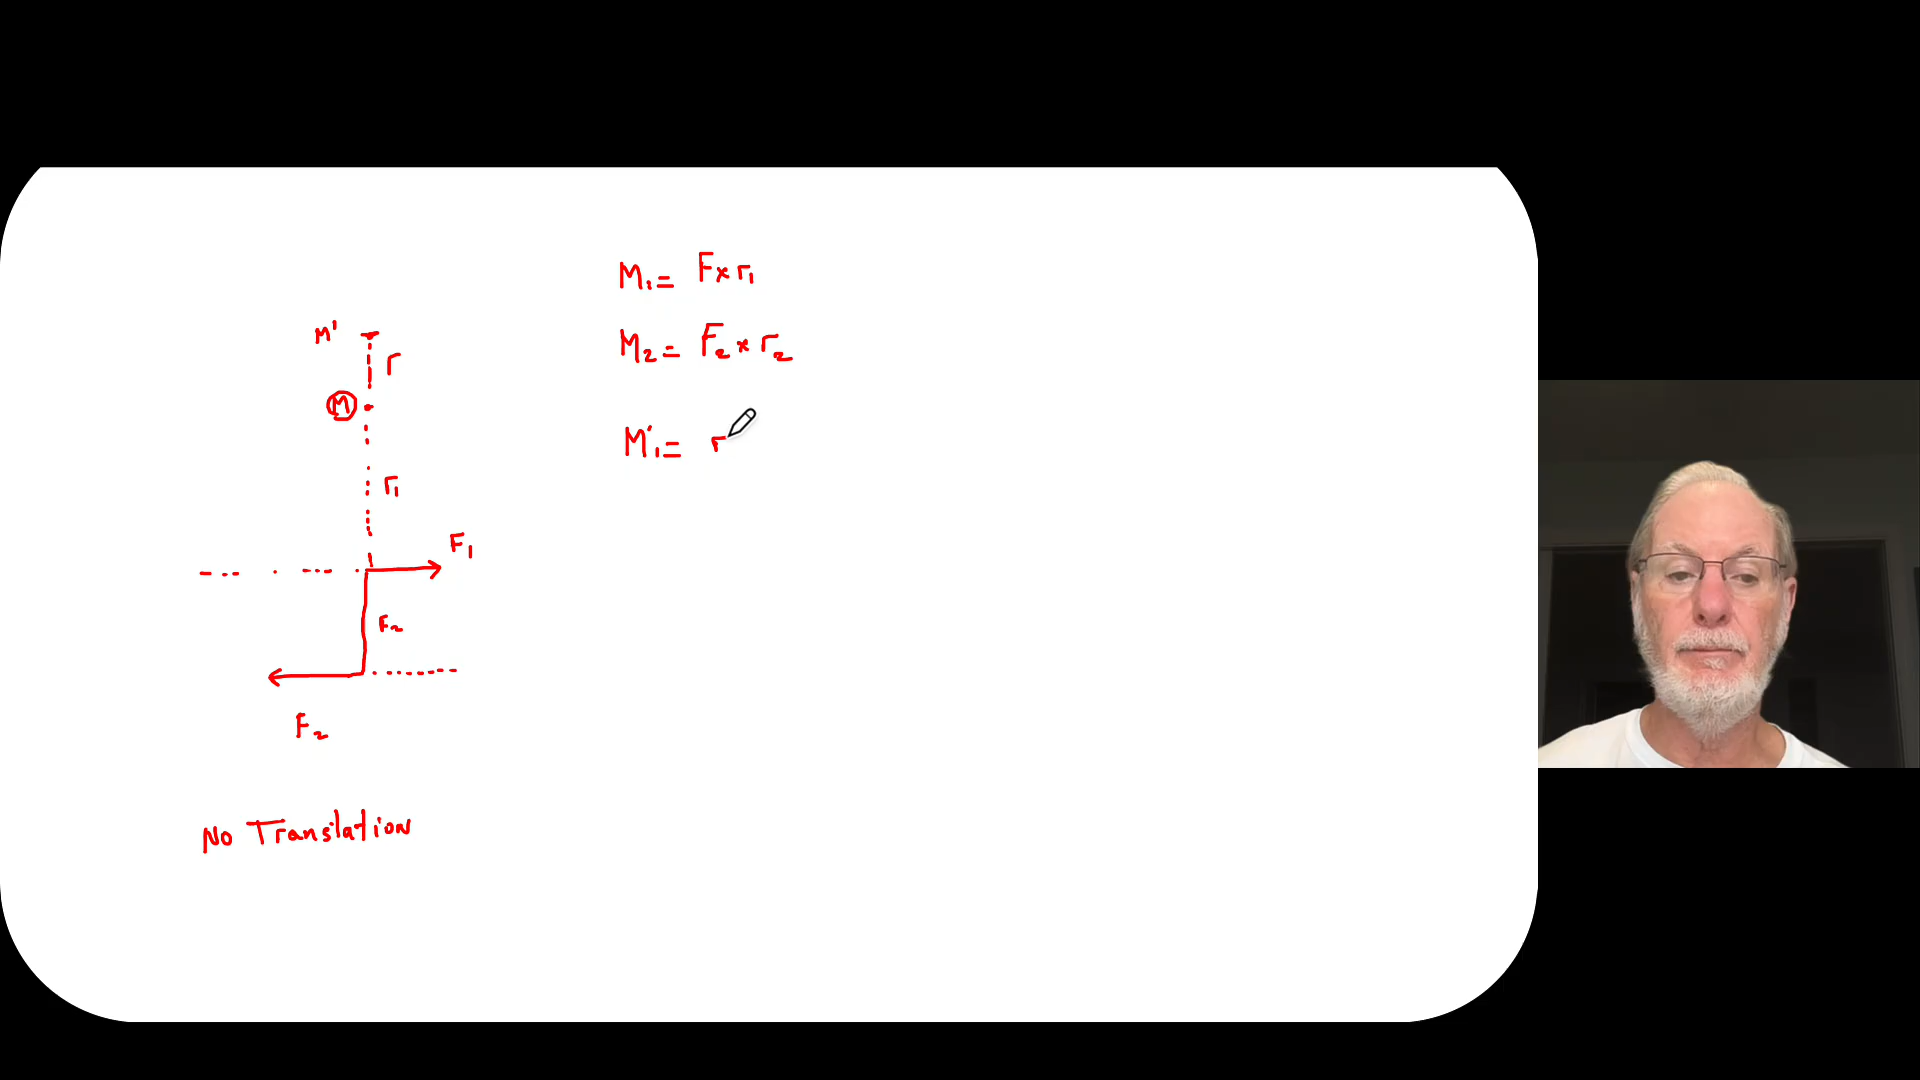 M₁ = F × r₁
M₂ = F₂ × r₂
M'₁ = r
M'
r
M
r₁
F₁
F₂
F₂
No Translation